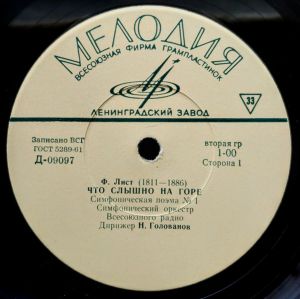 МЕЛОДИЯ
ВСЕСОЮЗНАЯ ФИРМА ГРАМПЛАСТИНОК
ЛЕНИНГРАДСКИЙ ЗАВОД
33
Записано ВСГ
ГОСТ 5289-61
Д-09097
вторая гр
1-00
Сторона 1
Ф. Лист (1811—1886)
ЧТО СЛЫШНО НА ГОРЕ
Симфоническая поэма № 1
Симфонический оркестр
Всесоюзного радио
Дирижер Н. Голованов